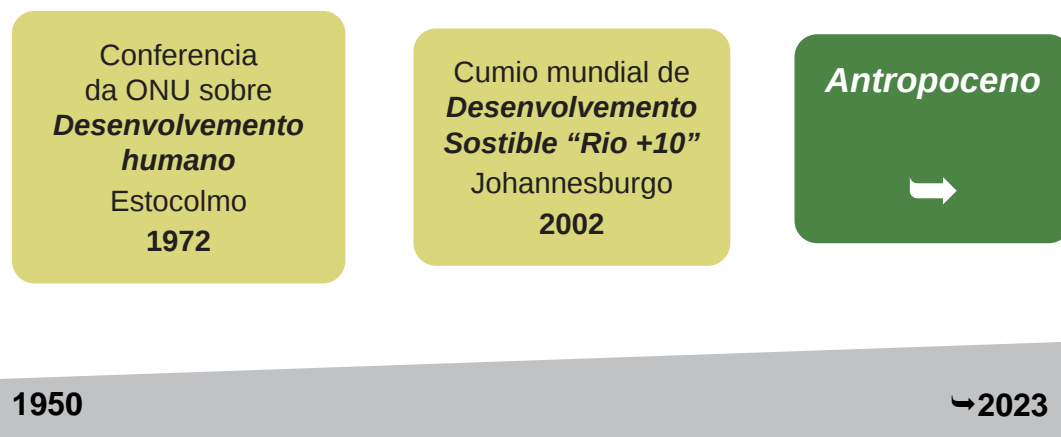 Conferencia
da ONU sobre
Desenvolvemento
humano
Estocolmo
1972
Cumio mundial de
Desenvolvemento
Sostible “Rio +10”
Johannesburgo
2002
Antropoceno
1950
2023